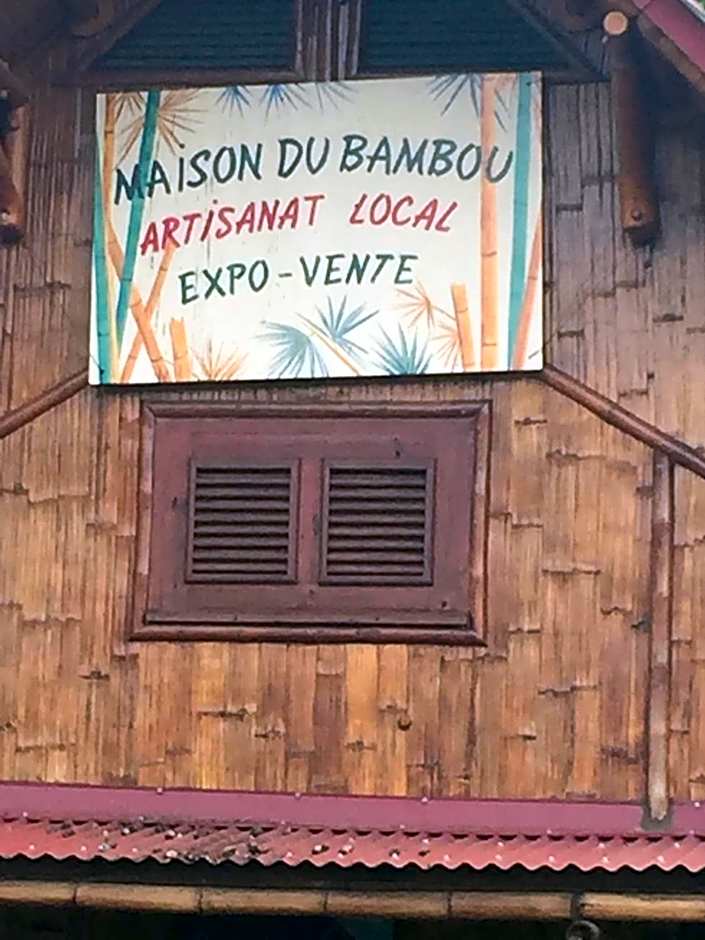 MAiSON DU BAMBOU
ARTiSANAT LOCAL
EXPO-VENTE